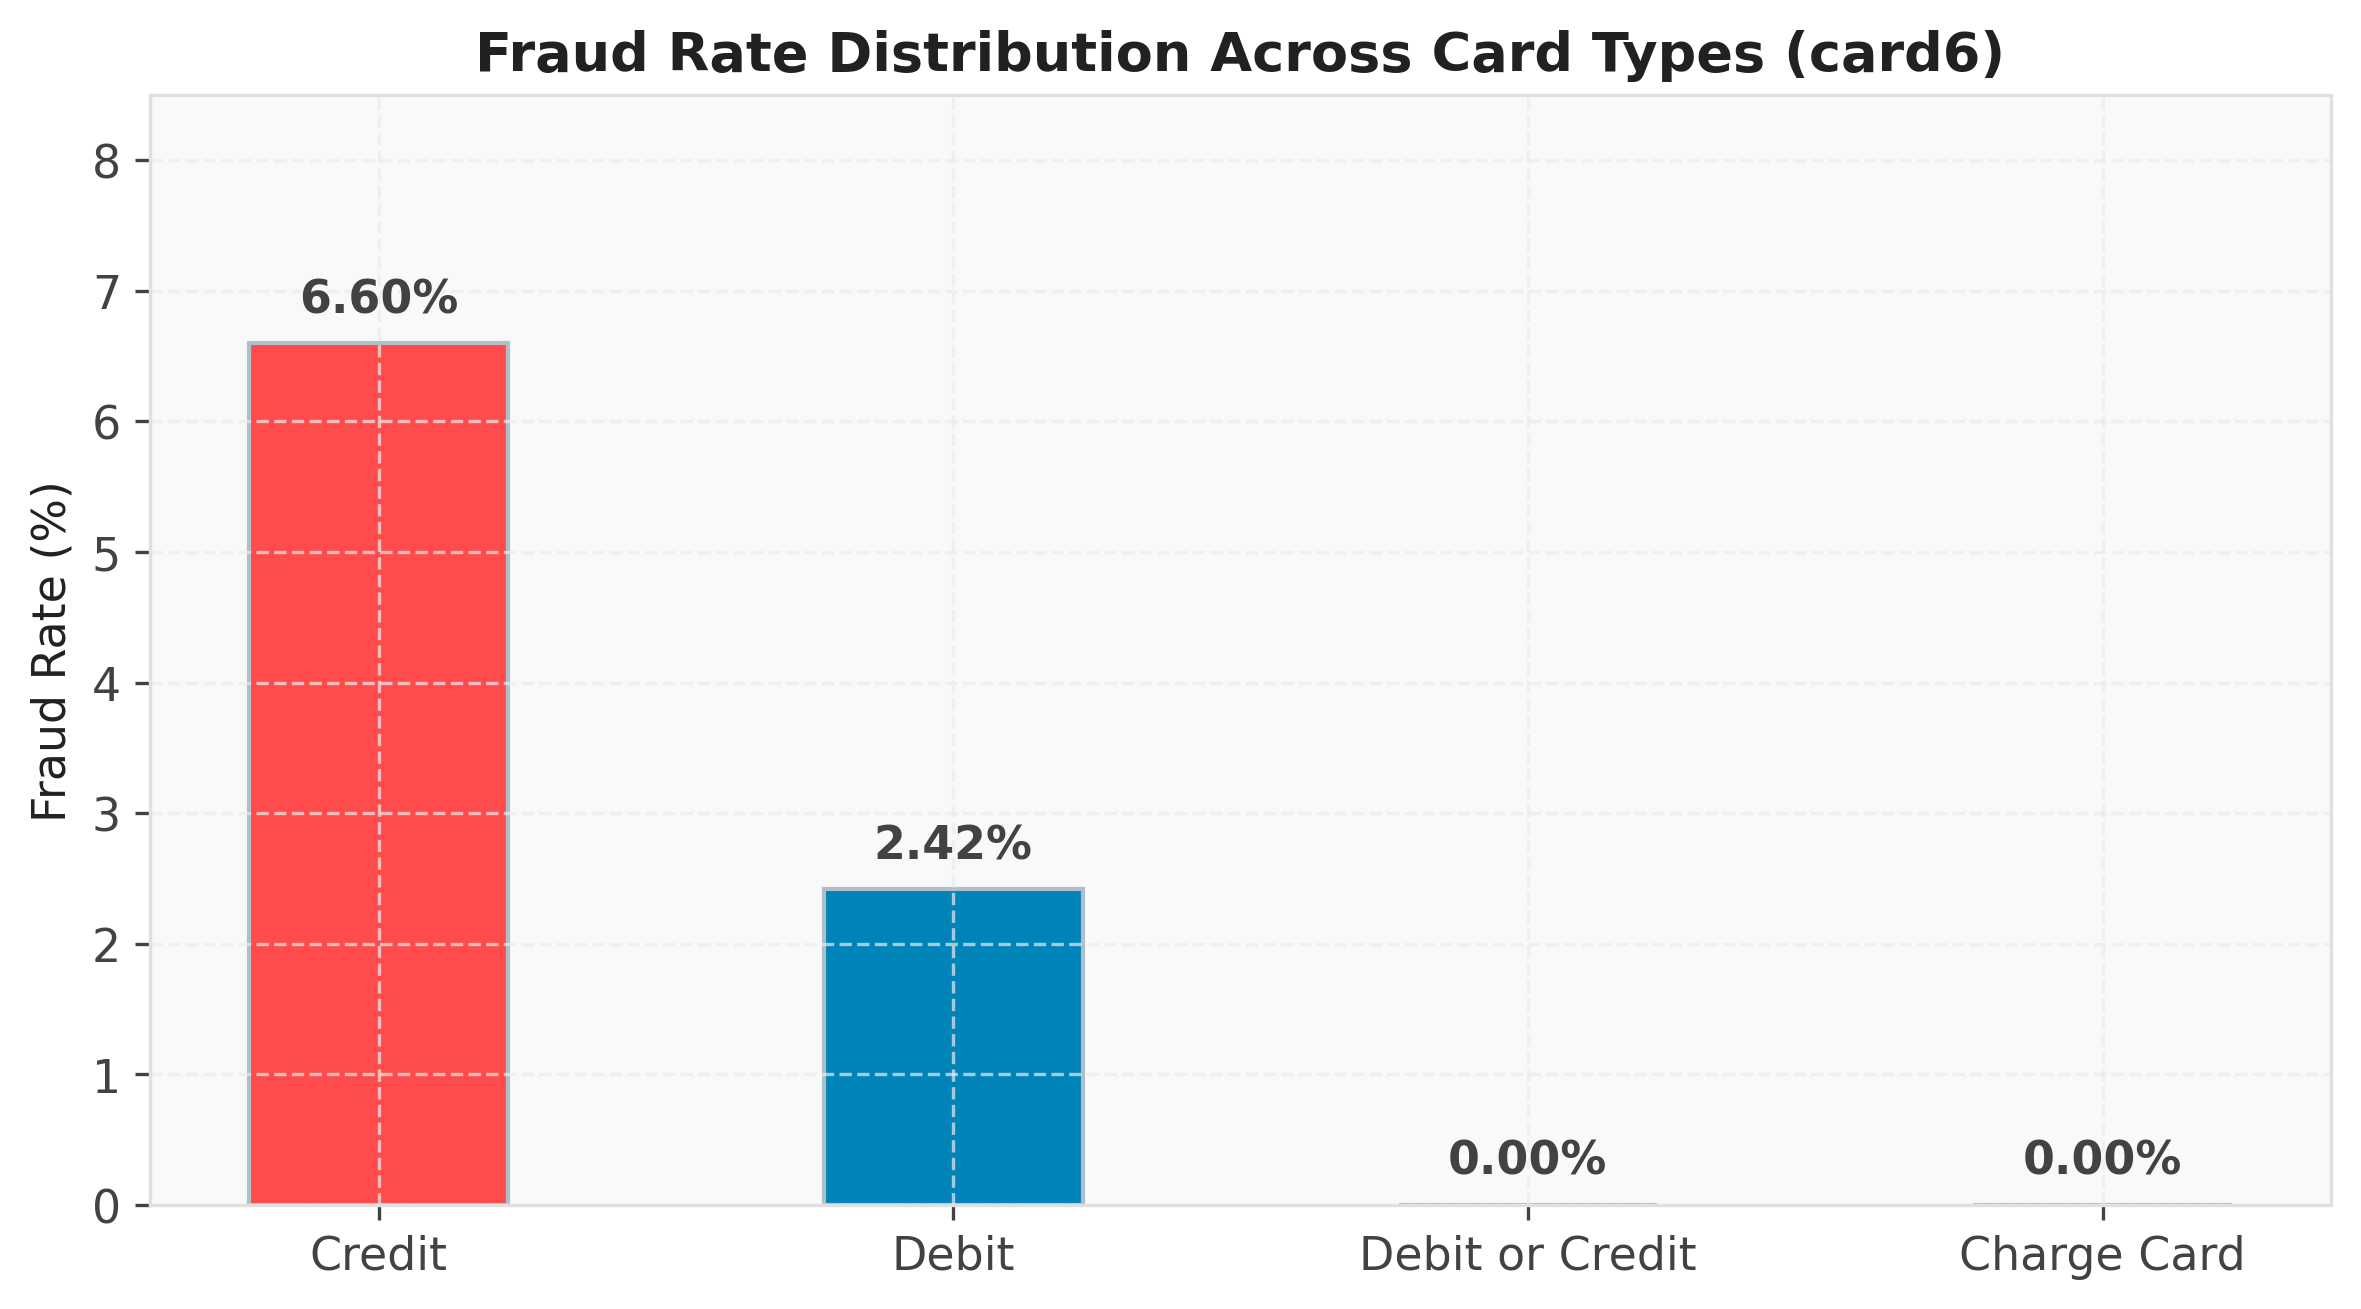 Fraud Rate Distribution Across Card Types (card6)
Fraud Rate (%)
8
7
6
5
4
3
2
1
0
6.60%
2.42%
0.00%
0.00%
Credit
Debit
Debit or Credit
Charge Card